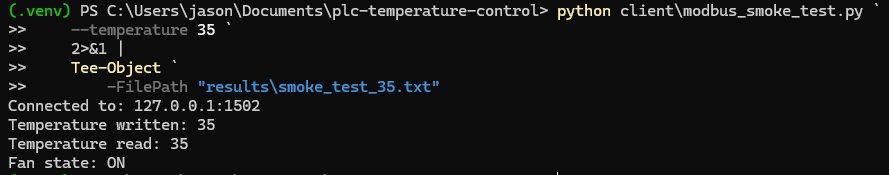 (.venv) PS C:\Users\jason\Documents\plc-temperature-control> python client\modbus_smoke_test.py `
>>     --temperature 35 `
>>     2>&1 |
>>     Tee-Object `
>>         -FilePath "results\smoke_test_35.txt"
Connected to: 127.0.0.1:1502
Temperature written: 35
Temperature read: 35
Fan state: ON